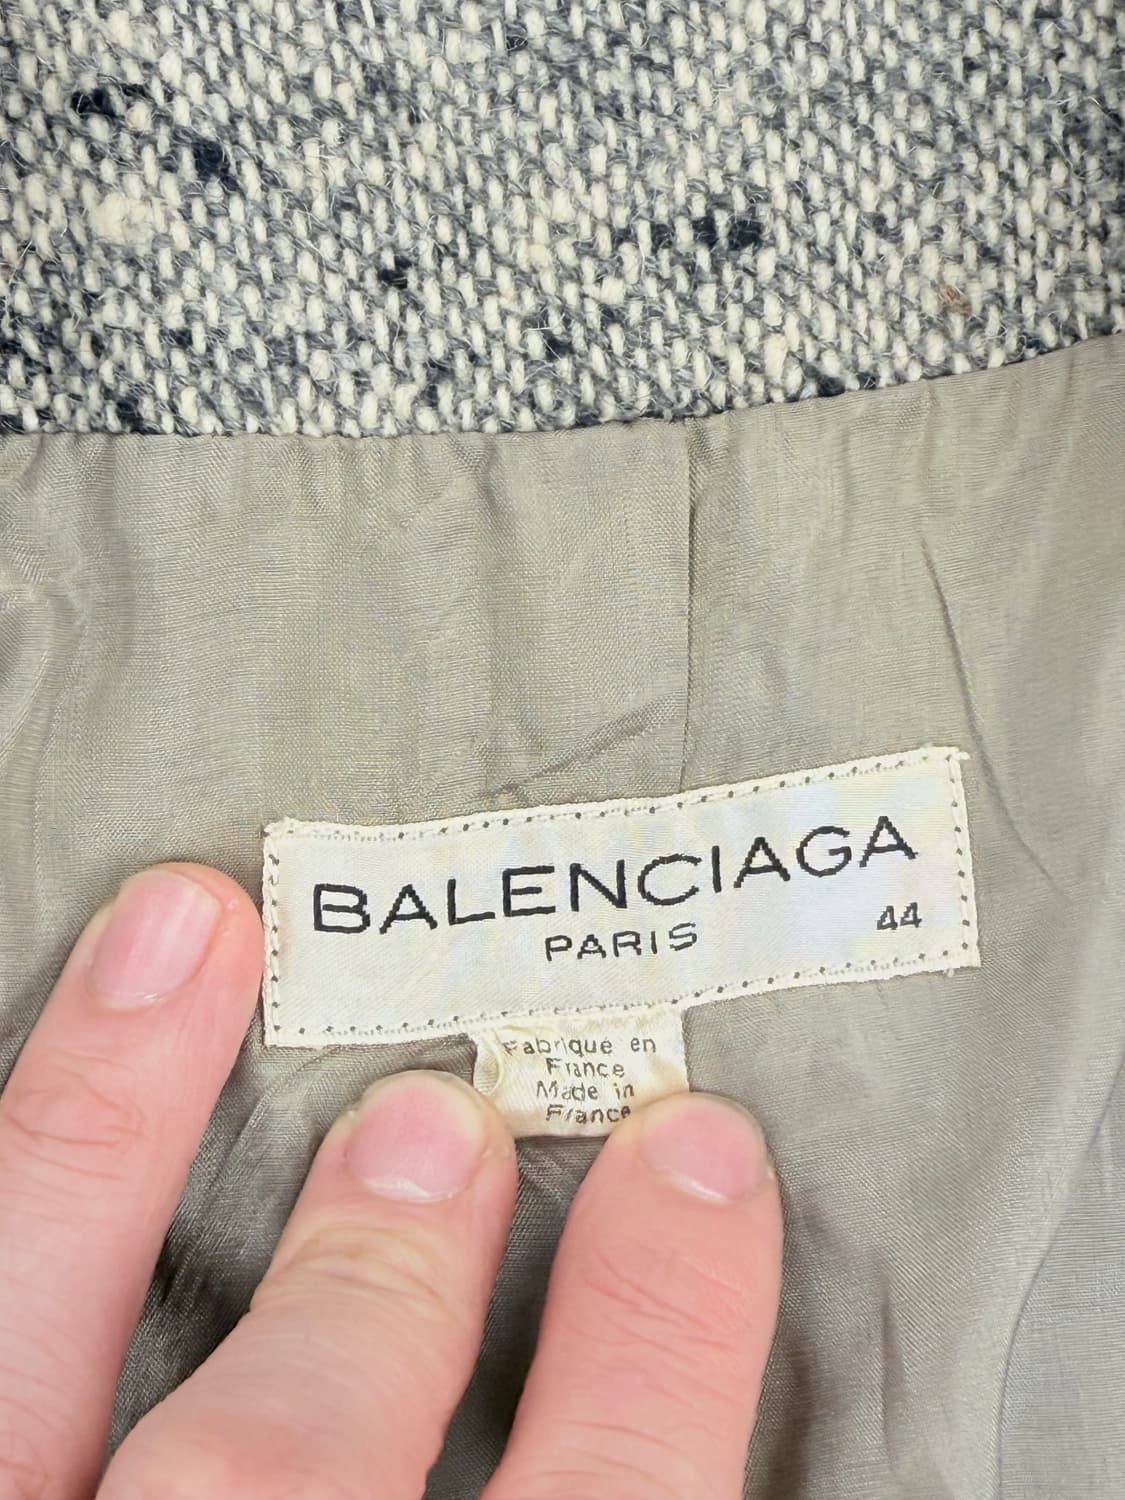 BALENCIAGA
PARIS
44
Fabriqué en
France
Made in
France